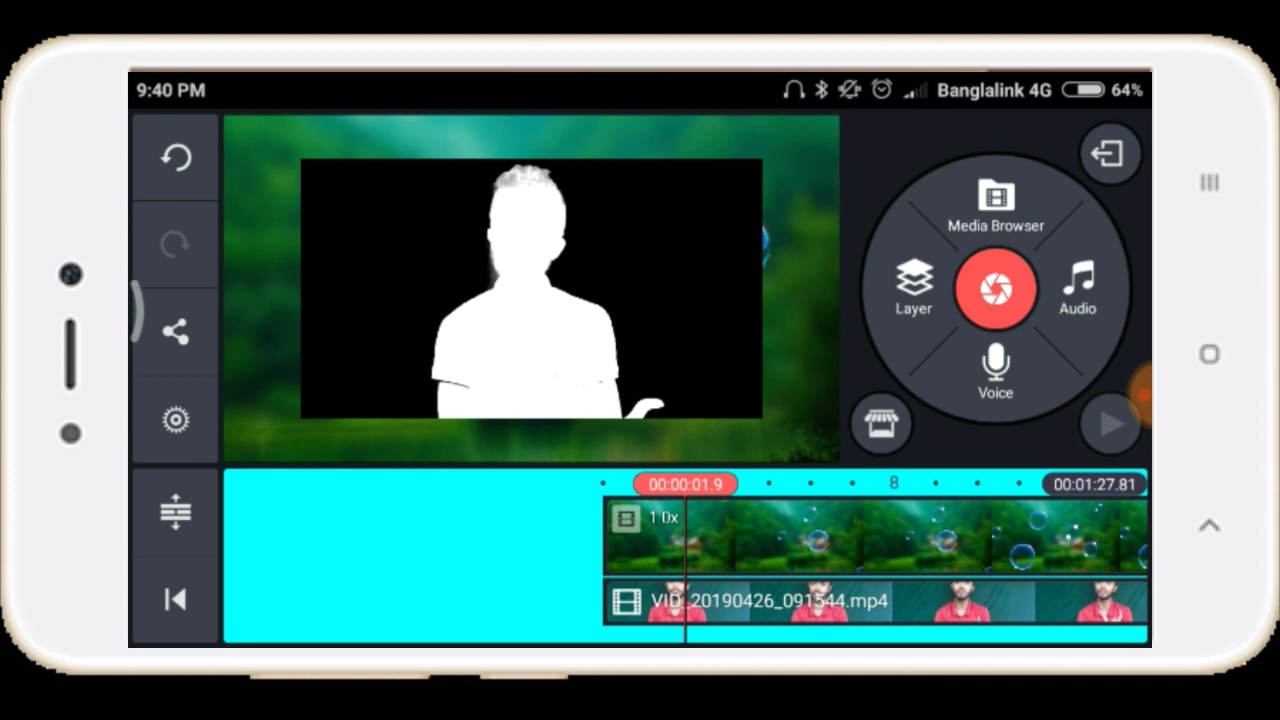 9:40 PM
Banglalink 4G
64%
Media Browser
Layer
Audio
Voice
00:00:01.9
8
00:01:27.81
1.0x
VID_20190426_091544.mp4